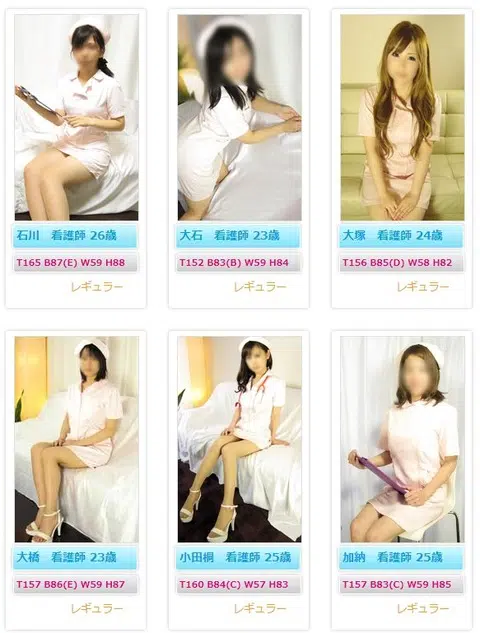 石川　看護師 26歳
T165 B87(E) W59 H88
レギュラー
大石　看護師 23歳
T152 B83(B) W59 H84
レギュラー
大塚　看護師 24歳
T156 B85(D) W58 H82
レギュラー
大橋　看護師 23歳
T157 B86(E) W59 H87
レギュラー
小田桐　看護師 25歳
T160 B84(C) W57 H83
レギュラー
加納　看護師 25歳
T157 B83(C) W59 H85
レギュラー